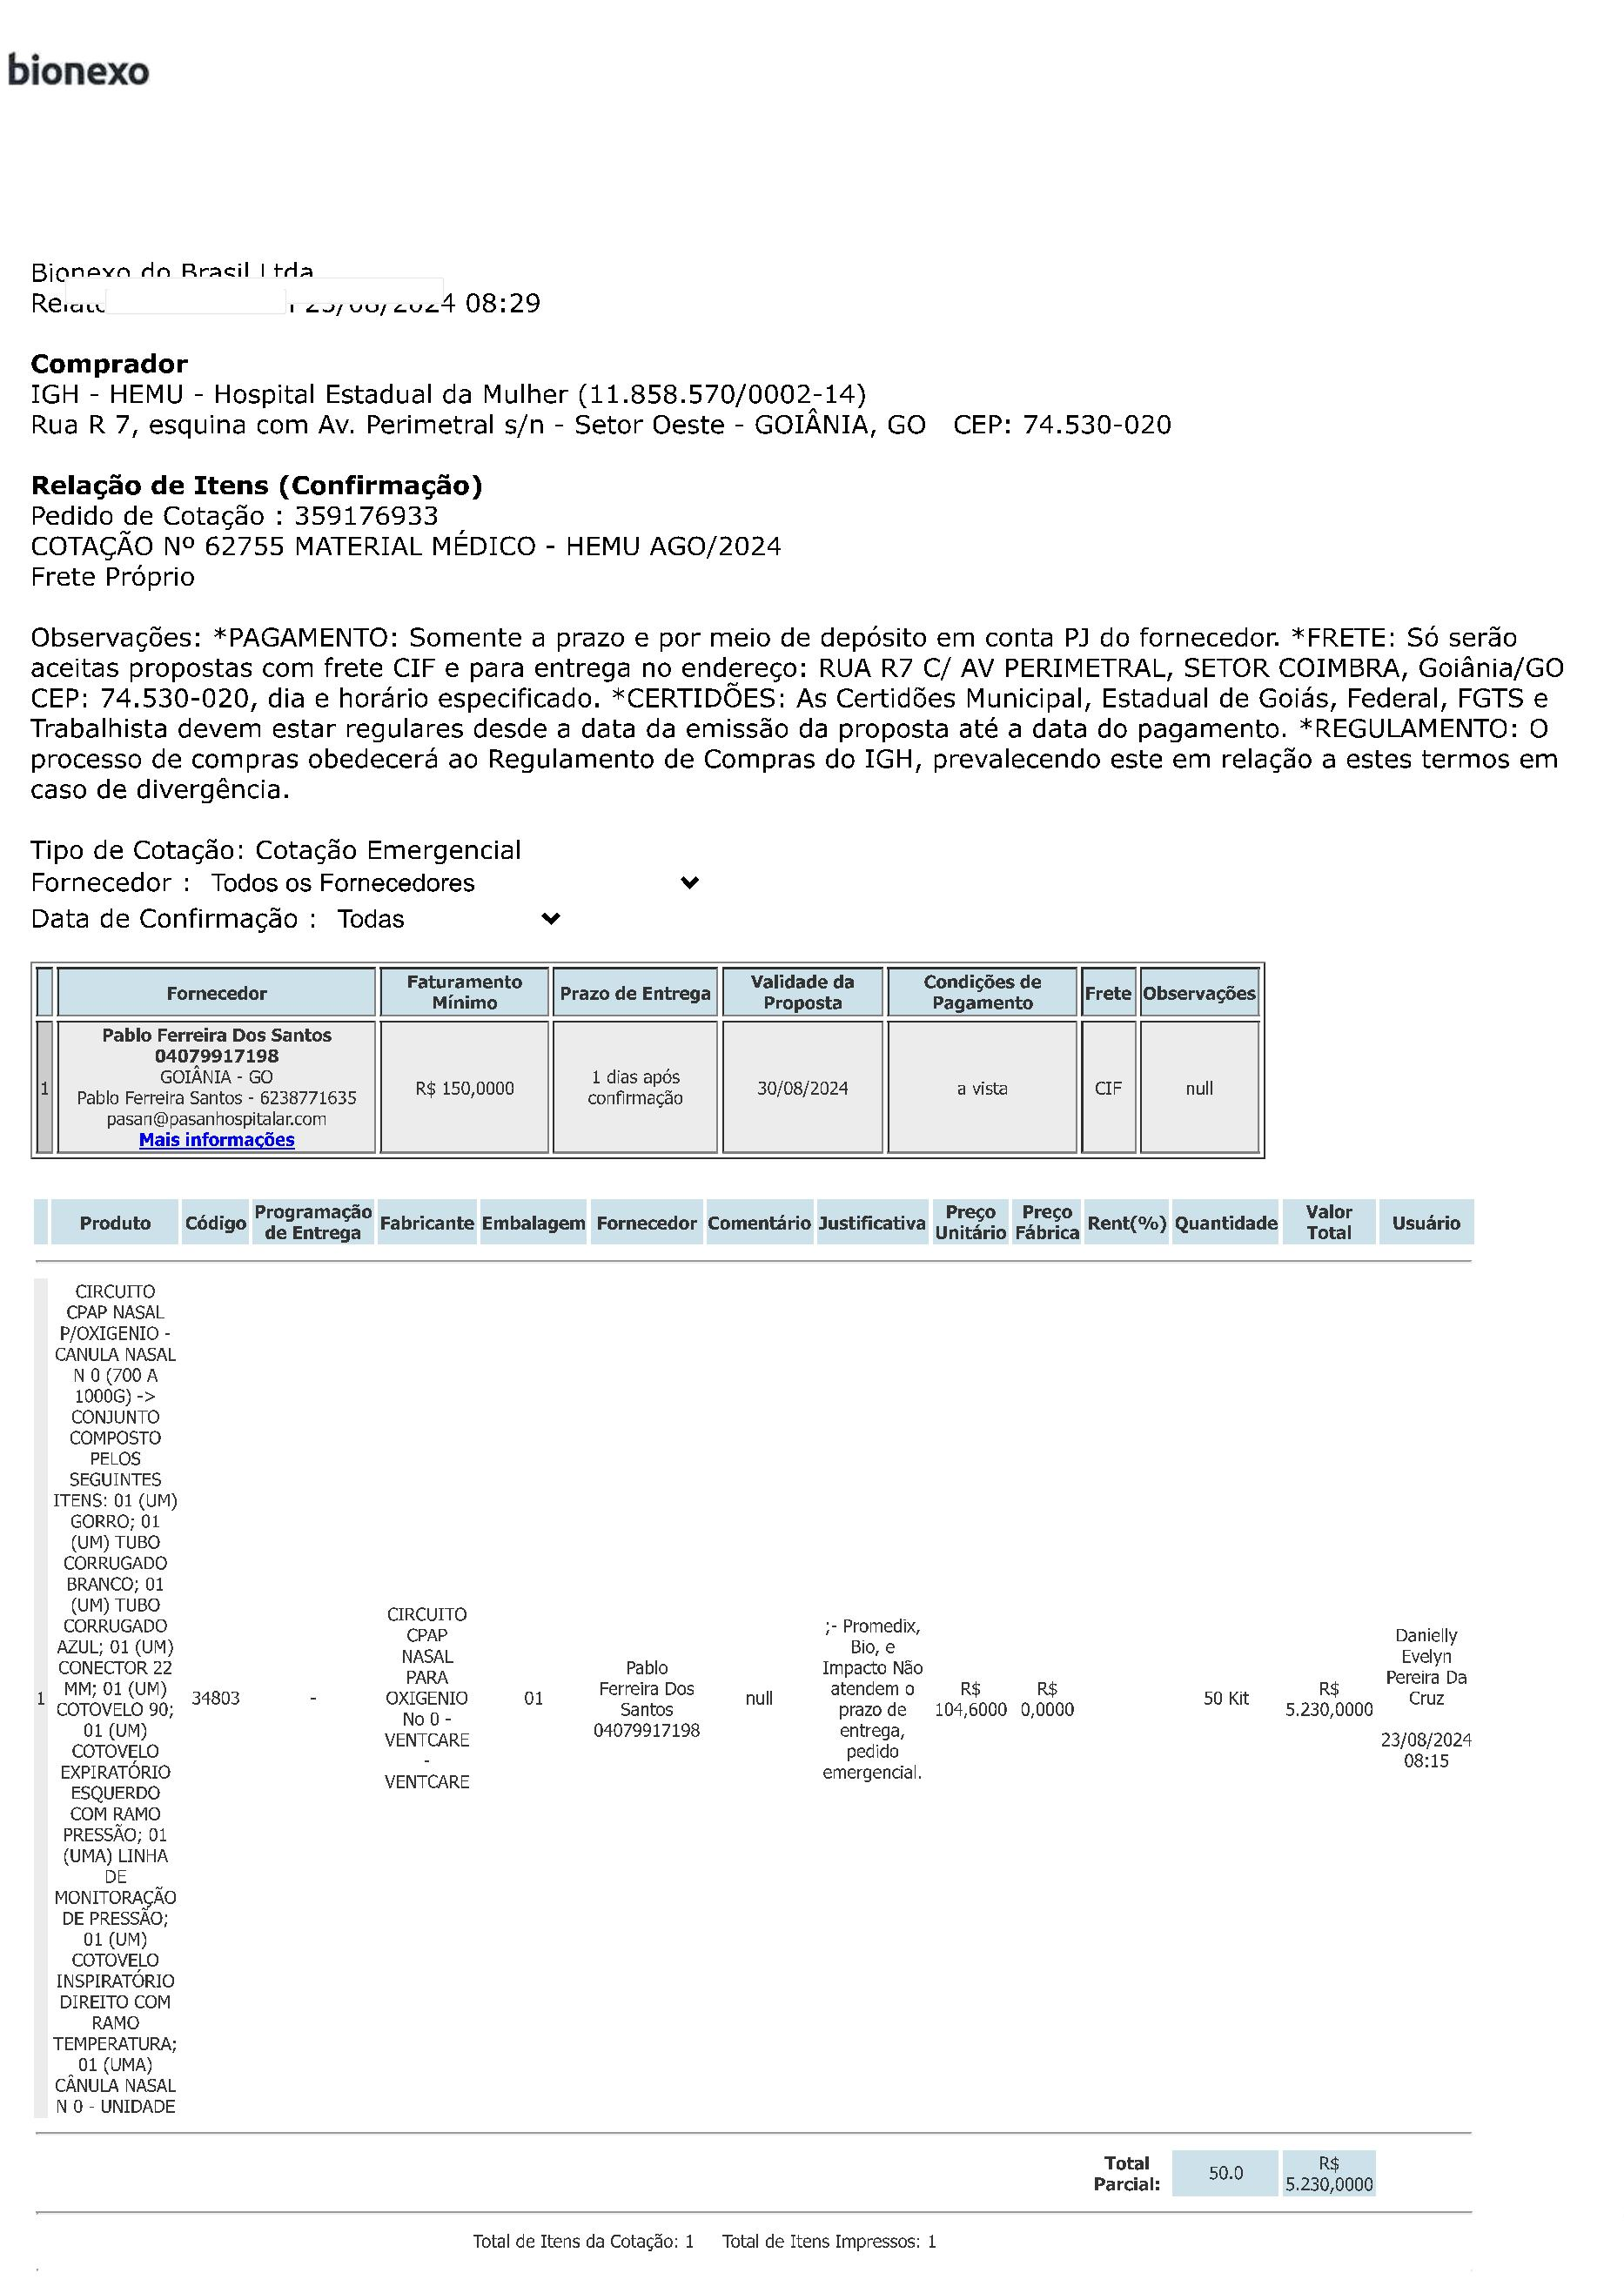 bionexo
Bionexo do Brasil Ltda
08:29
Comprador
IGH - HEMU - Hospital Estadual da Mulher (11.858.570/0002-14)
Rua R 7, esquina com Av. Perimetral s/n - Setor Oeste - GOIÂNIA, GO CEP: 74.530-020
Relação de Itens (Confirmação)
Pedido de Cotação : 359176933
COTAÇÃO Nº 62755 MATERIAL MÉDICO - HEMU AGO/2024
Frete Próprio
Observações: *PAGAMENTO: Somente a prazo e por meio de depósito em conta PJ do fornecedor. *FRETE: Só serão
aceitas propostas com frete CIF e para entrega no endereço: RUA R7 C/ AV PERIMETRAL, SETOR COIMBRA, Goiânia/GO
CEP: 74.530-020, dia e horário especificado. *CERTIDÕES: As Certidões Municipal, Estadual de Goiás, Federal, FGTS e
Trabalhista devem estar regulares desde a data da emissão da proposta até a data do pagamento. *REGULAMENTO: O
processo de compras obedecerá ao Regulamento de Compras do IGH, prevalecendo este em relação a estes termos em
caso de divergência.
Tipo de Cotação: Cotação Emergencial
Fornecedor : Todos os Fornecedores
Data de Confirmação : Todas
Fornecedor
Faturamento
Mínimo
Prazo de Entrega
Validade da
Proposta
Condições de
Pagamento
Frete
Observações
1
Pablo Ferreira Dos Santos
04079917198
GOIÂNIA - GO
Pablo Ferreira Santos - 6238771635
pasan@pasanhospitalar.com
Mais informações
R$ 150,0000
1 dias após
confirmação
30/08/2024
a vista
CIF
null
Produto
Código
Programação
de Entrega
Fabricante
Embalagem
Fornecedor
Comentário
Justificativa
Preço
Unitário
Preço
Fábrica
Rent(%)
Quantidade
Valor
Total
Usuário
1
CIRCUITO
CPAP NASAL
P/OXIGENIO -
CANULA NASAL
N 0 (700 A
1000G) ->
CONJUNTO
COMPOSTO
PELOS
SEGUINTES
ITENS: 01 (UM)
GORRO; 01
(UM) TUBO
CORRUGADO
BRANCO; 01
(UM) TUBO
CORRUGADO
AZUL; 01 (UM)
CONECTOR 22
MM; 01 (UM)
COTOVELO 90;
01 (UM)
COTOVELO
EXPIRATÓRIO
ESQUERDO
COM RAMO
PRESSÃO; 01
(UMA) LINHA
DE
MONITORAÇÃO
DE PRESSÃO;
01 (UM)
COTOVELO
INSPIRATÓRIO
DIREITO COM
RAMO
TEMPERATURA;
01 (UMA)
CÂNULA NASAL
N 0 - UNIDADE
34803
-
CIRCUITO
CPAP
NASAL
PARA
OXIGENIO
No 0 -
VENTCARE
-
VENTCARE
01
Pablo
Ferreira Dos
Santos
04079917198
null
;- Promedix,
Bio, e
Impacto Não
atendem o
prazo de
entrega,
pedido
emergencial.
R$
104,6000
R$
0,0000
50 Kit
R$
5.230,0000
Danielly
Evelyn
Pereira Da
Cruz
23/08/2024
08:15
Total
Parcial:
50.0
R$
5.230,0000
Total de Itens da Cotação: 1 Total de Itens Impressos: 1